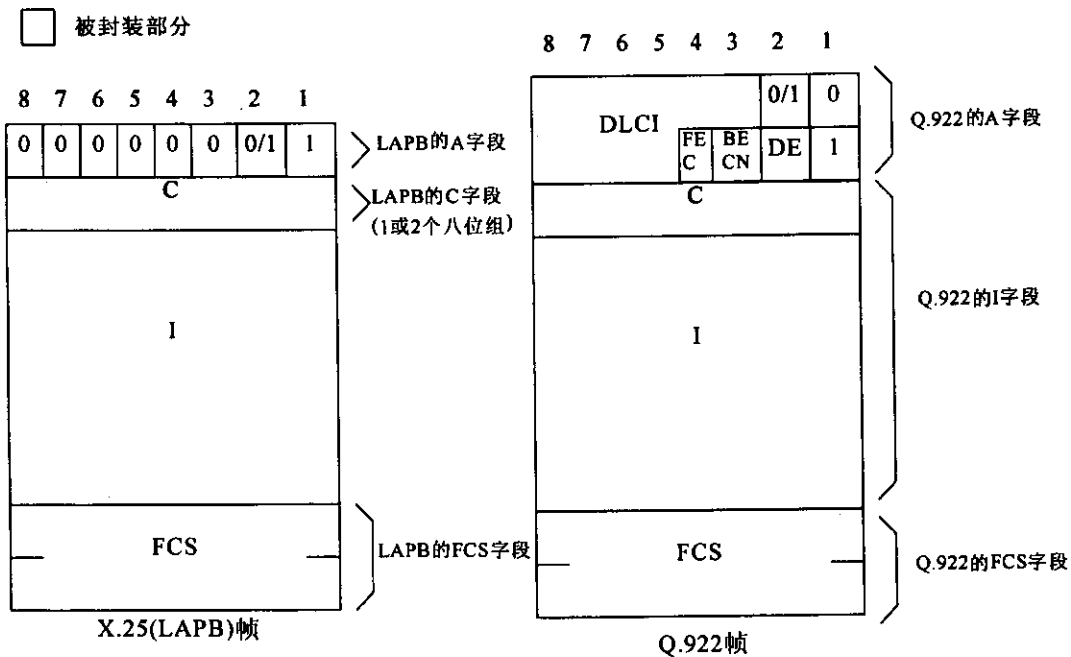 被封装部分
8 7 6 5 4 3 2 1
0 0 0 0 0 0 0/1 1
LAPB的A字段
C
LAPB的C字段
(1或2个八位组)
I
FCS
LAPB的FCS字段
X.25(LAPB)帧
8 7 6 5 4 3 2 1
DLCI
0/1 0
FE
C
BE
CN
DE 1
Q.922的A字段
C
I
Q.922的I字段
FCS
Q.922的FCS字段
Q.922帧